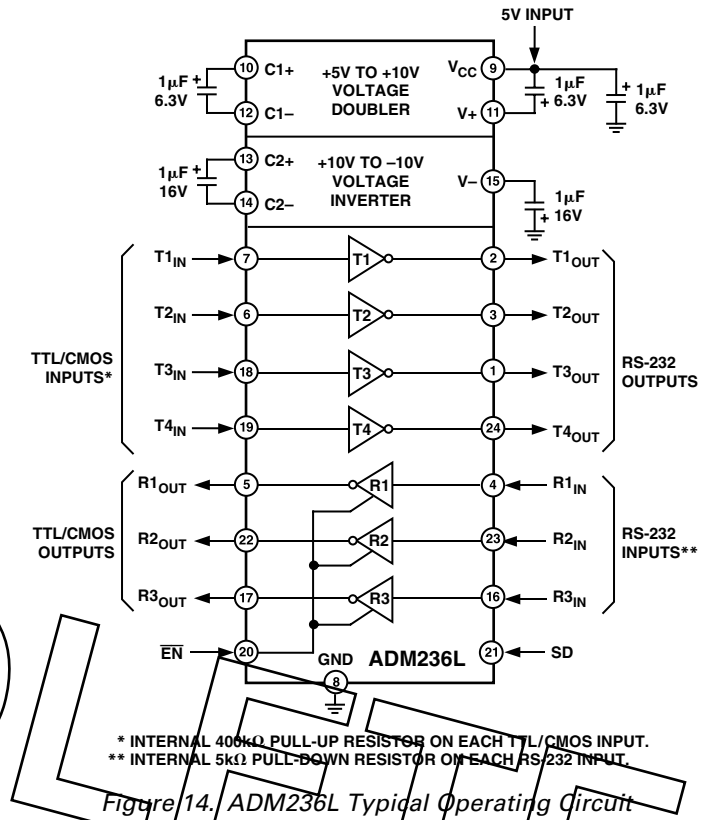 5V INPUT
1μF + 6.3V
10 C1+
12 C1–
+5V TO +10V
VOLTAGE
DOUBLER
VCC 9
V+ 11
1μF
+ 6.3V
+ 1μF
6.3V
1μF +
16V
13 C2+
14 C2–
+10V TO –10V
VOLTAGE
INVERTER
V– 15
1μF
+ 16V
TTL/CMOS
INPUTS*
T1IN 7 T1 2 T1OUT
T2IN 6 T2 3 T2OUT
T3IN 18 T3 1 T3OUT
T4IN 19 T4 24 T4OUT
RS-232
OUTPUTS
TTL/CMOS
OUTPUTS
R1OUT 5 R1 4 R1IN
R2OUT 22 R2 23 R2IN
R3OUT 17 R3 16 R3IN
RS-232
INPUTS**
EN 20 GND 8 ADM236L 21 SD
* INTERNAL 400kΩ PULL-UP RESISTOR ON EACH TTL/CMOS INPUT.
** INTERNAL 5kΩ PULL-DOWN RESISTOR ON EACH RS-232 INPUT.
Figure 14. ADM236L Typical Operating Circuit